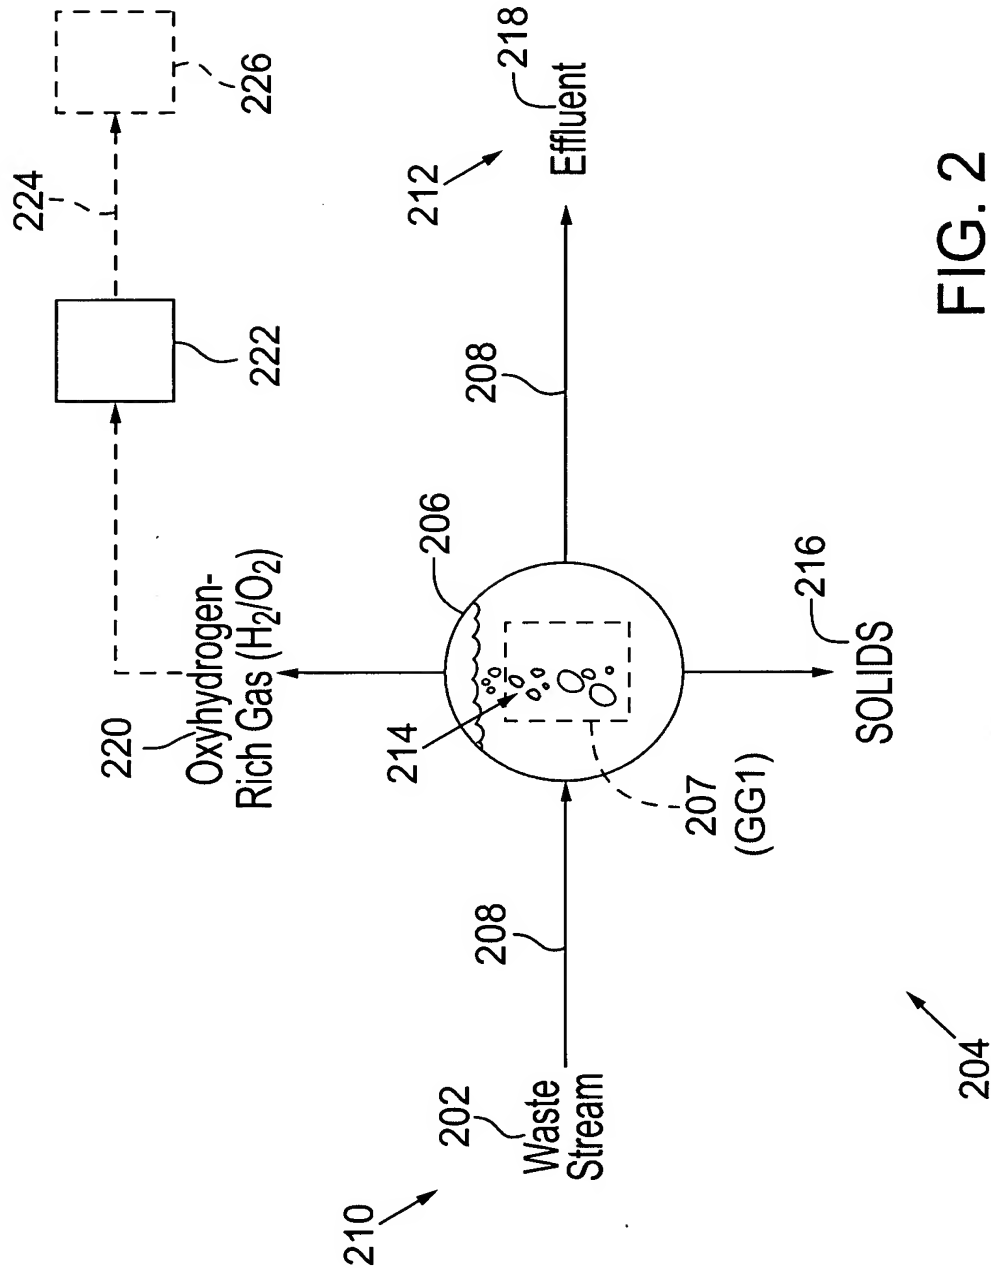 226
224
222
220
Oxyhydrogen-
Rich Gas (H₂/O₂)
206
214
207
(GG1)
208
208
212
218
Effluent
210
202
Waste
Stream
216
SOLIDS
204
FIG. 2